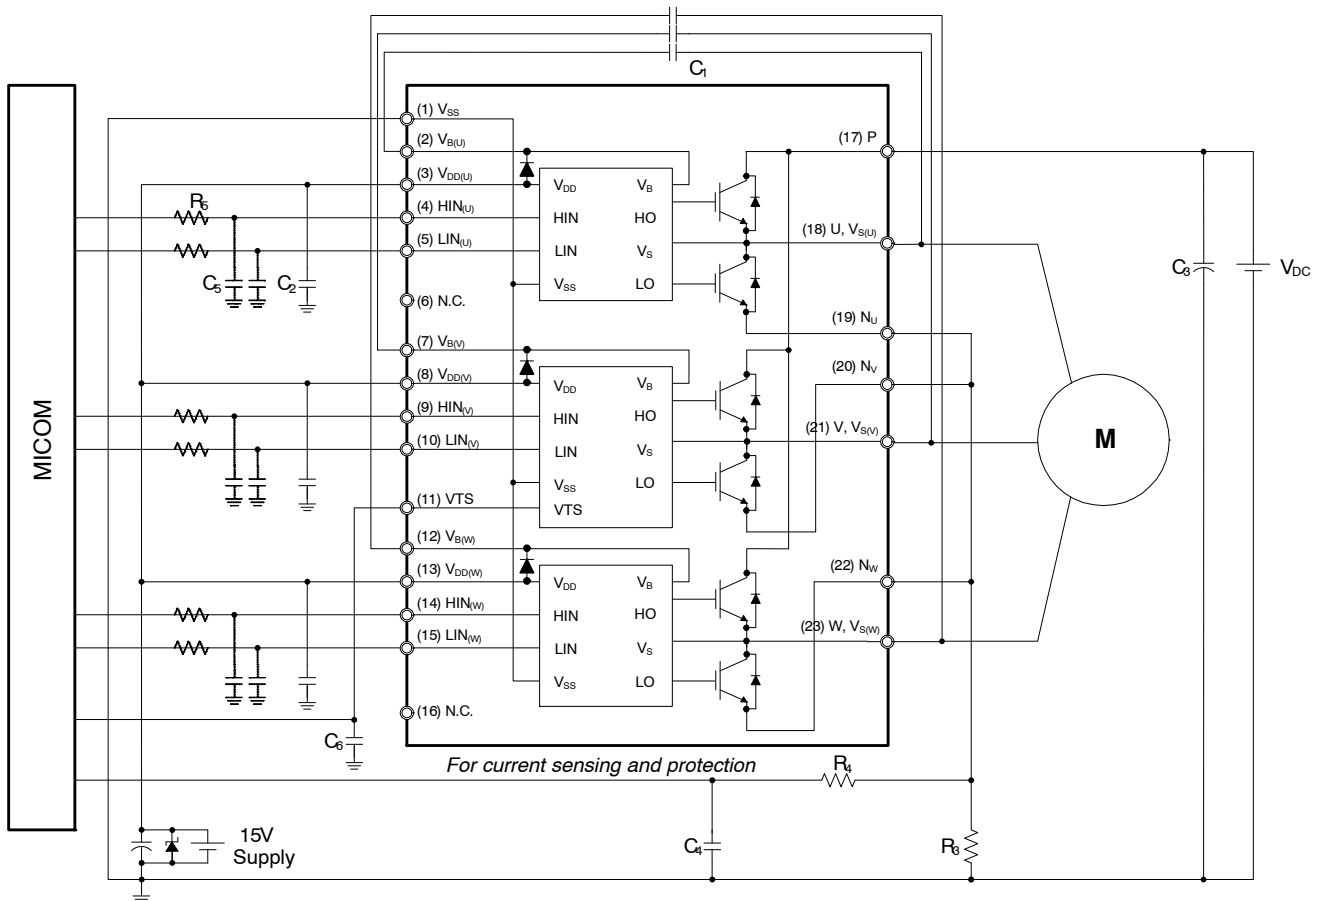 C1
MICOM
(1) VSS
(2) VB(U)
(3) VDD(U)
(4) HIN(U)
(5) LIN(U)
(6) N.C.
(7) VB(V)
(8) VDD(V)
(9) HIN(V)
(10) LIN(V)
(11) VTS
(12) VB(W)
(13) VDD(W)
(14) HIN(W)
(15) LIN(W)
(16) N.C.
R5
C5
C2
C6
VDD
HIN
LIN
VSS
VB
HO
VS
LO
VDD
HIN
LIN
VSS
VTS
VB
HO
VS
LO
VDD
HIN
LIN
VSS
VB
HO
VS
LO
(17) P
(18) U, VS(U)
(19) NU
(20) NV
(21) V, VS(V)
(22) NW
(23) W, VS(W)
C3
VDC
M
For current sensing and protection
R4
C4
R3
15V
Supply